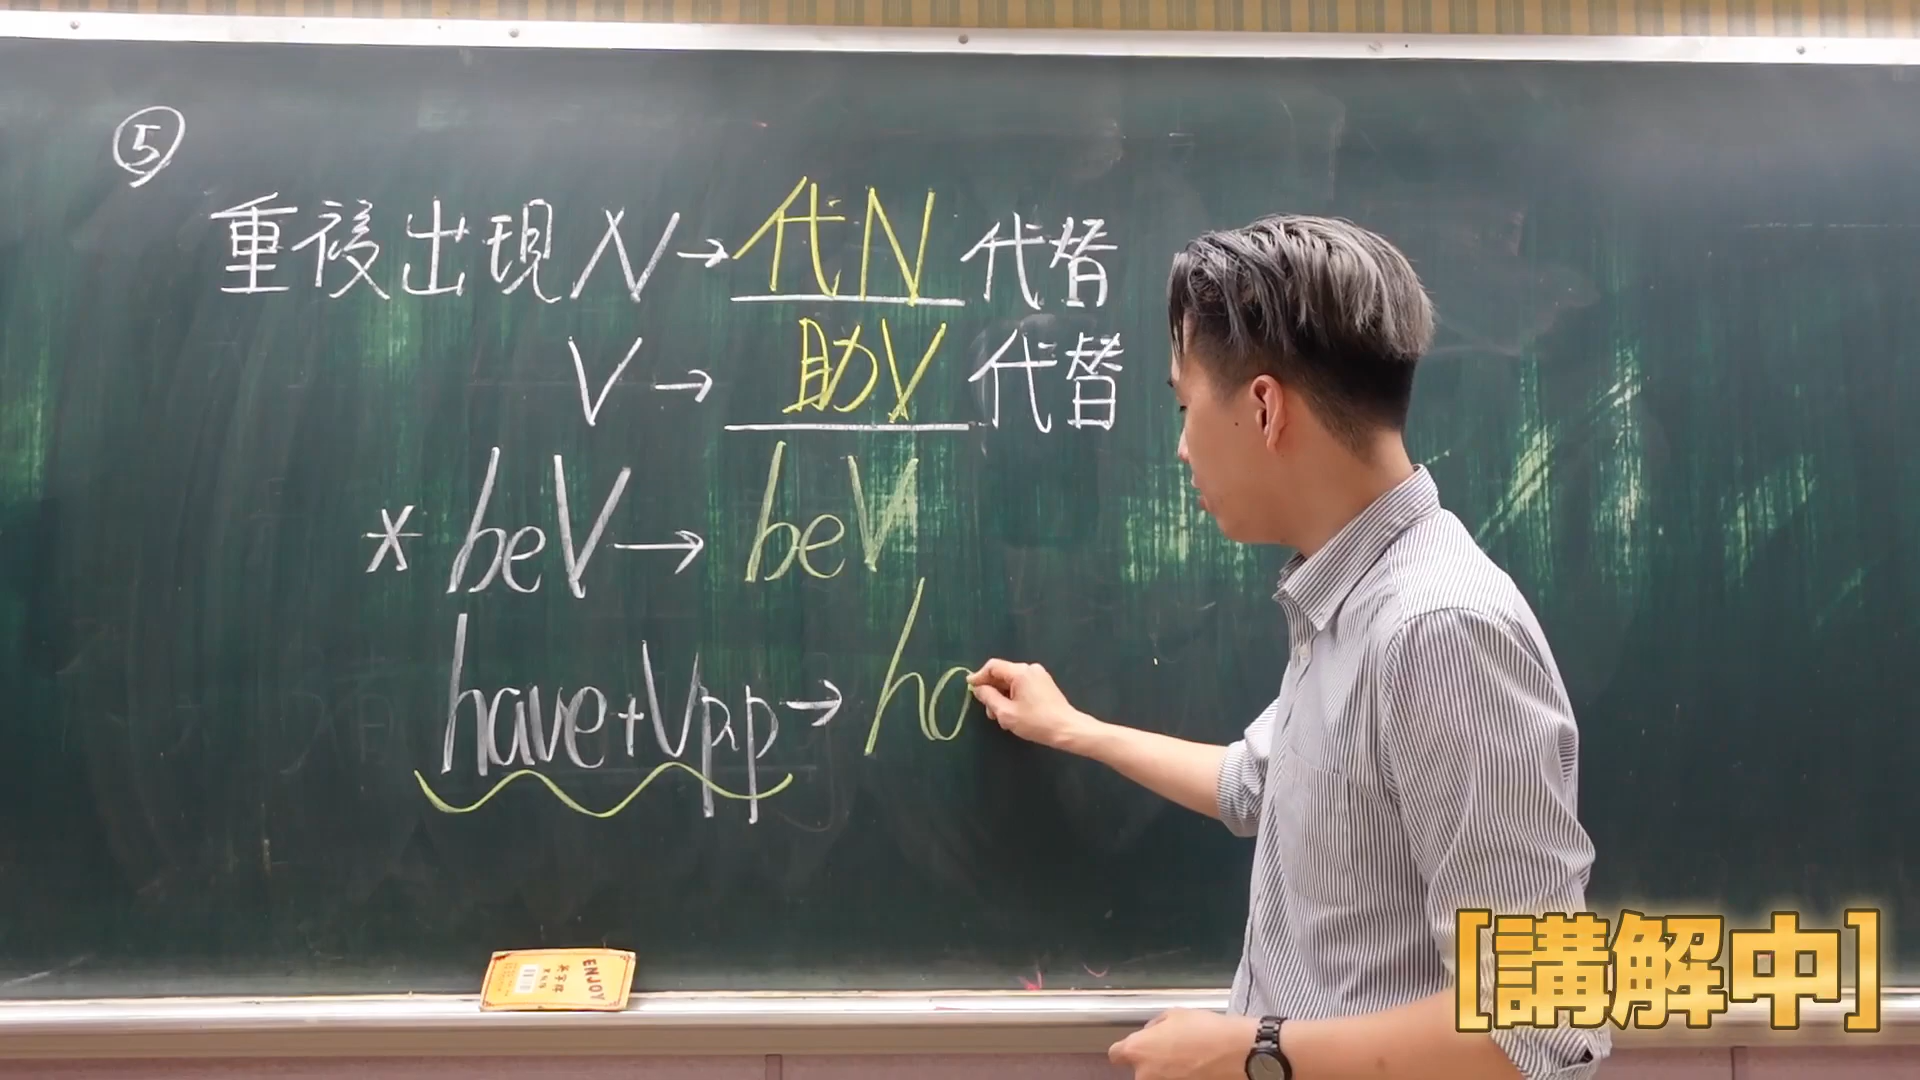 ⑤
重複出現 N → 代N 代替
V → 助V 代替
* beV → beV
have+Vpp → ha
ENJOY
[講解中]